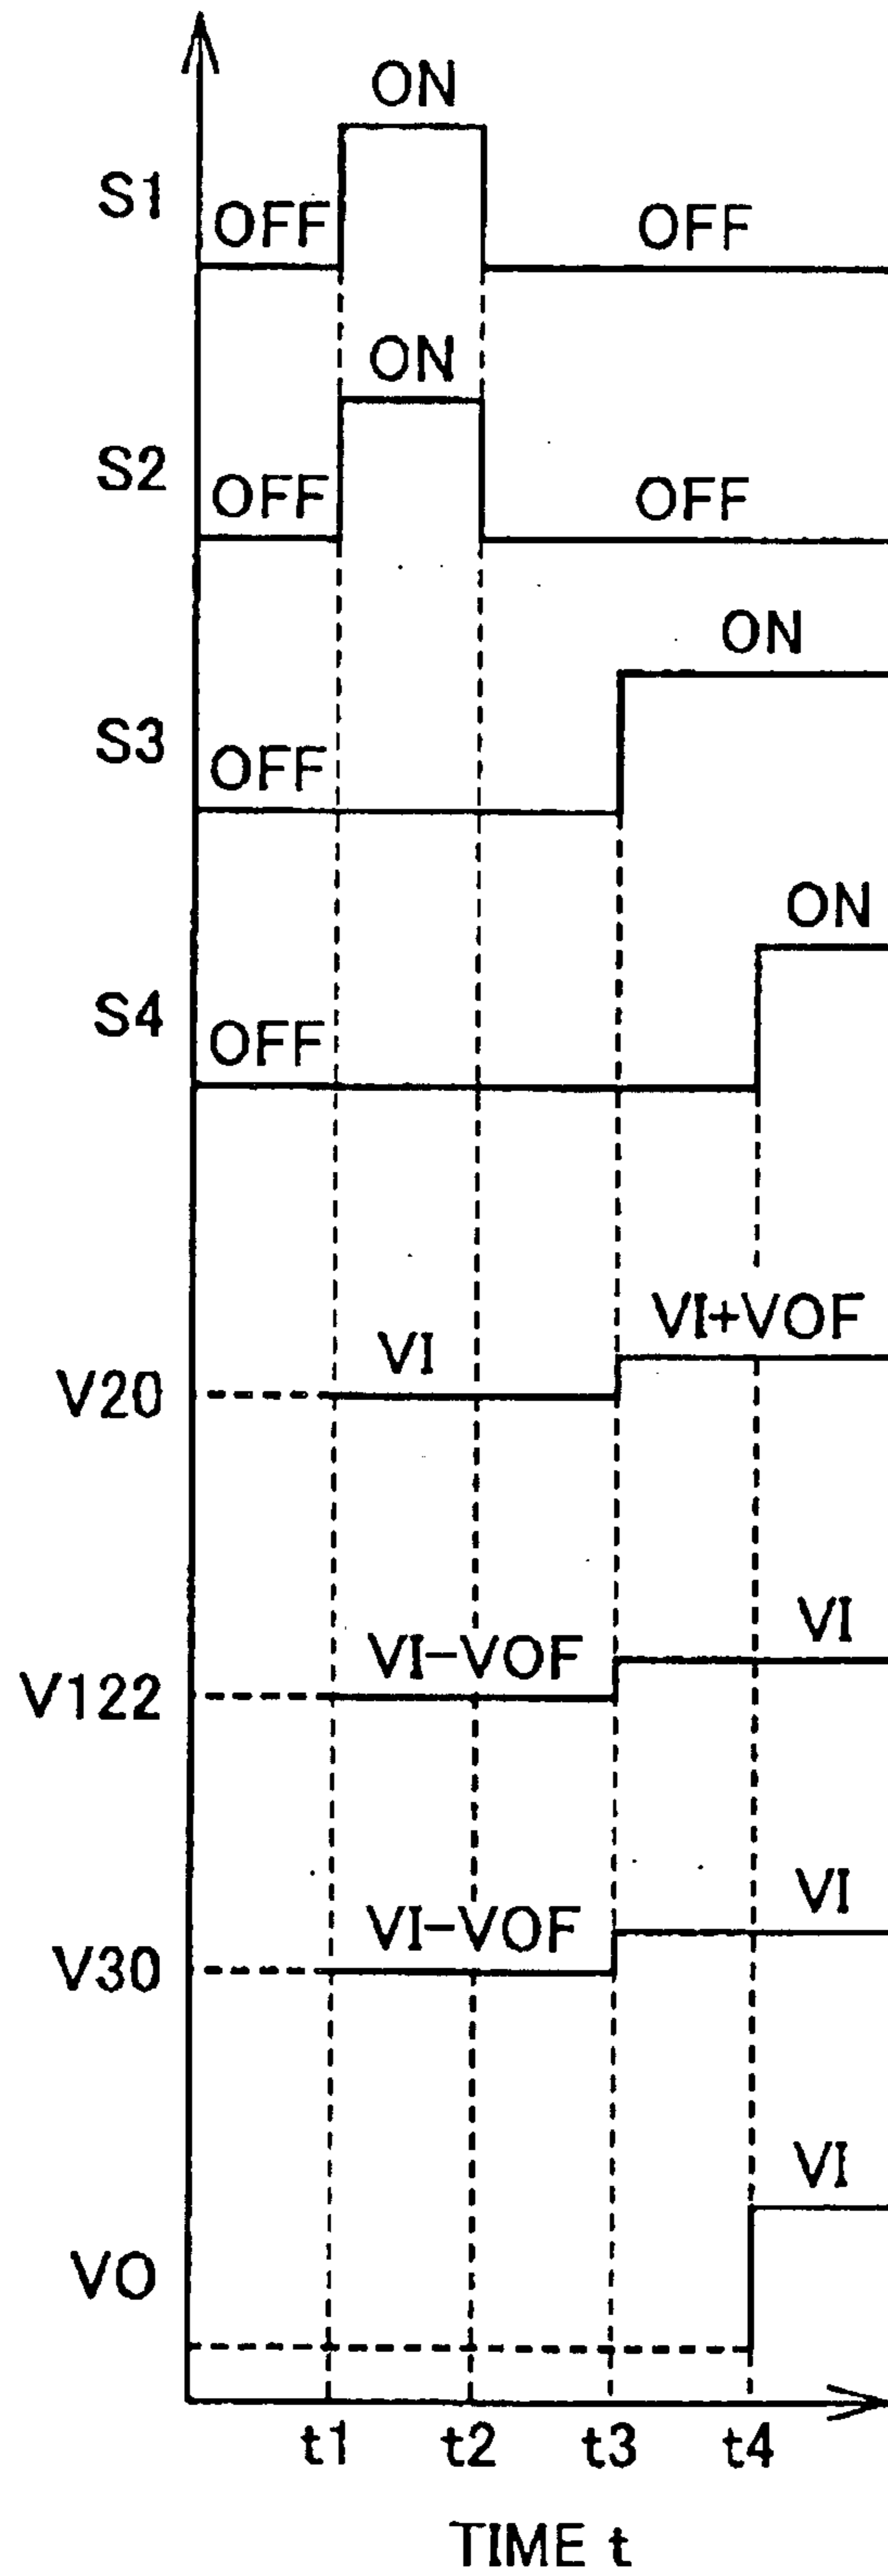 ON
S1
OFF
OFF
ON
S2
OFF
OFF
ON
S3
OFF
ON
S4
OFF
VI+VOF
VI
V20
VI
VI−VOF
V122
VI
VI−VOF
V30
VI
VO
t1 t2 t3 t4
TIME t